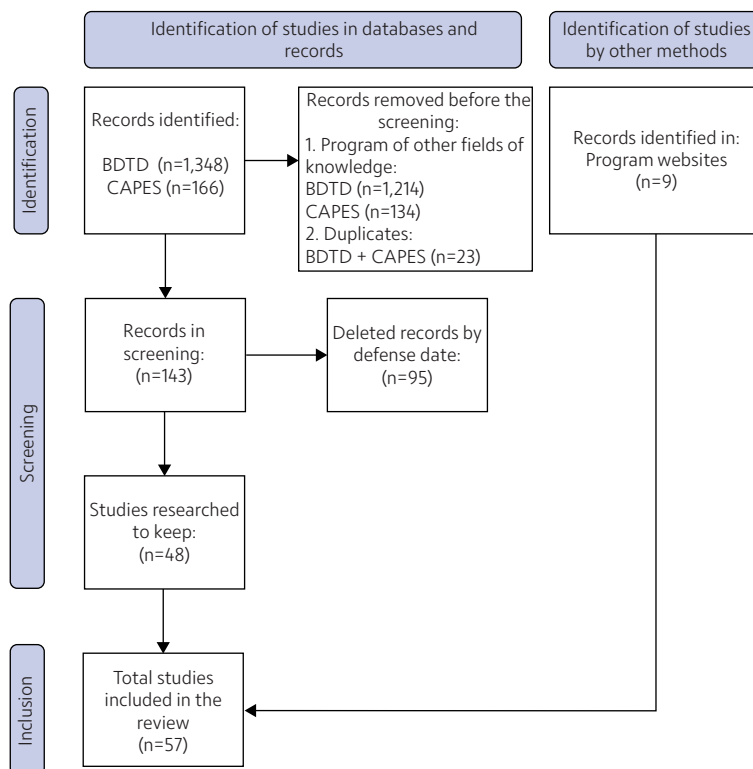 Identification of studies in databases and
records
Identification of studies
by other methods
Identification
Records identified:
BDTD (n=1,348)
CAPES (n=166)
Records removed before the
screening:
1. Program of other fields of
knowledge:
BDTD (n=1,214)
CAPES (n=134)
2. Duplicates:
BDTD + CAPES (n=23)
Records identified in:
Program websites
(n=9)
Screening
Records in
screening:
(n=143)
Deleted records by
defense date:
(n=95)
Studies researched
to keep:
(n=48)
Inclusion
Total studies
included in the
review
(n=57)